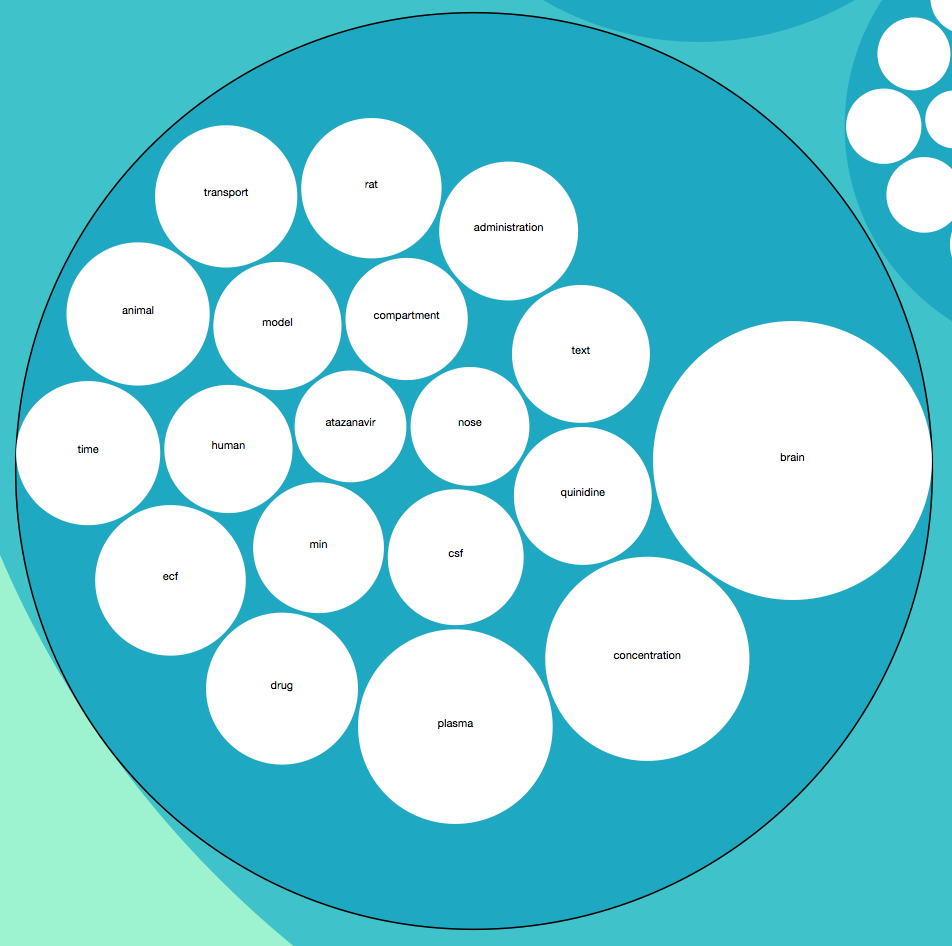 rat
transport
administration
animal
compartment
model
text
atazanavir
nose
human
time
brain
quinidine
min
csf
ecf
concentration
drug
plasma